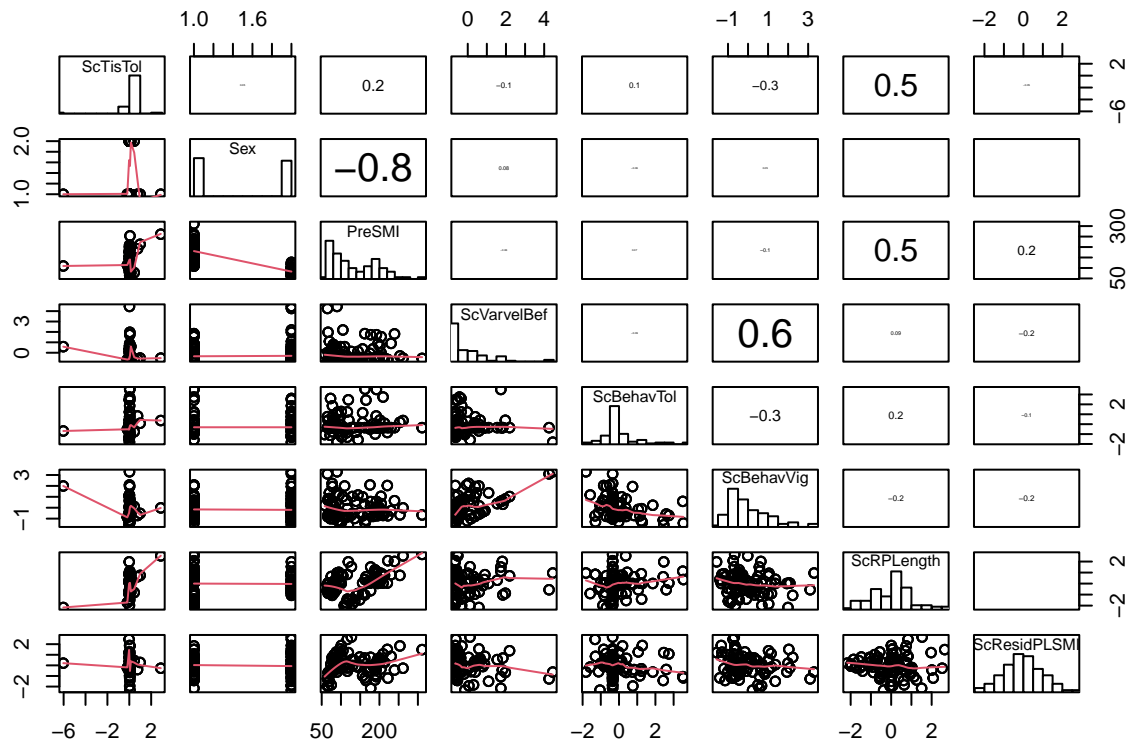 1.0 1.6 0 2 4 −1 1 3 −2 0 2
ScTisTol 0.2 −0.1 0.1 −0.3 0.5 −6 2
1.0 2.0 Sex −0.8 0.08
PreSMI −0.1 0.5 0.2 50 300
0 3 ScVarvelBef 0.6 0.09 −0.2
ScBehavTol −0.3 0.2 −0.1 −2 2
−1 3 ScBehavVig −0.2 −0.2
ScRPLength −2 2
−2 2 ScResidPLSMI
−6 −2 2 50 200 −2 0 2 −2 0 2